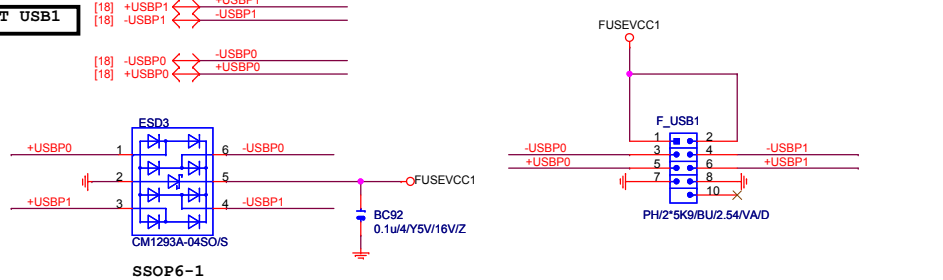 T USB1
[18] +USBP1 +USBP1
[18] -USBP1 -USBP1
[18] -USBP0 -USBP0
[18] +USBP0 +USBP0
FUSEVCC1
ESD3
+USBP0 1 6 -USBP0
2 5 FUSEVCC1
+USBP1 3 4 -USBP1
CM1293A-04SO/S
SSOP6-1
BC92
0.1u/4/Y5V/16V/Z
F_USB1
1 2
-USBP0 3 4 -USBP1
+USBP0 5 6 +USBP1
7 8
10
PH/2*5K9/BU/2.54/VA/D